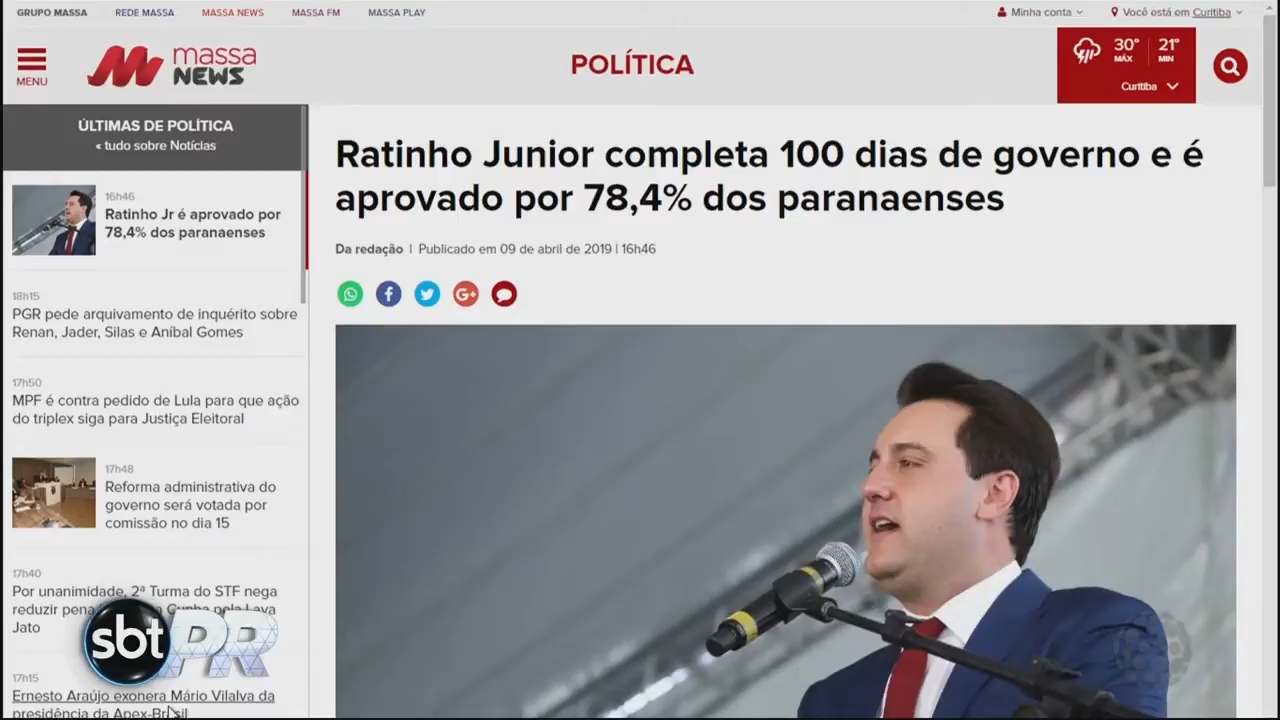 GRUPO MASSA
REDE MASSA
MASSA NEWS
MASSA FM
MASSA PLAY
Minha conta
Você está em Curitiba
MENU
massa
NEWS
POLÍTICA
30° 21°
MÁX MIN
Curitiba
ÚLTIMAS DE POLÍTICA
« tudo sobre Notícias
16h46
Ratinho Jr é aprovado por
78,4% dos paranaenses
18h15
PGR pede arquivamento de inquérito sobre
Renan, Jader, Silas e Aníbal Gomes
17h50
MPF é contra pedido de Lula para que ação
do triplex siga para Justiça Eleitoral
17h48
Reforma administrativa do
governo será votada por
comissão no dia 15
17h40
Por unanimidade, 2ª Turma do STF nega
reduzir pena Cunha pela Lava
Jato
sbt PR
17h15
Ernesto Araújo exonera Mário Vilalva da
presidência da Apex-Brasil
Ratinho Junior completa 100 dias de governo e é
aprovado por 78,4% dos paranaenses
Da redação | Publicado em 09 de abril de 2019 | 16h46
G+